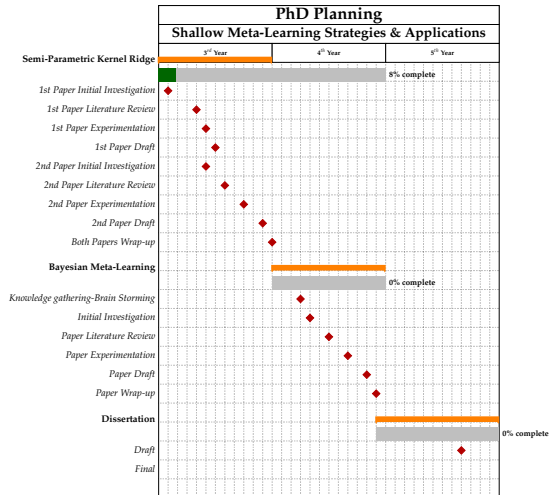 PhD Planning
Shallow Meta-Learning Strategies & Applications
3rd Year 4th Year 5th Year
Semi-Parametric Kernel Ridge
8% complete
1st Paper Initial Investigation
1st Paper Literature Review
1st Paper Experimentation
1st Paper Draft
2nd Paper Initial Investigation
2nd Paper Literature Review
2nd Paper Experimentation
2nd Paper Draft
Both Papers Wrap-up
Bayesian Meta-Learning
0% complete
Knowledge gathering-Brain Storming
Initial Investigation
Paper Literature Review
Paper Experimentation
Paper Draft
Paper Wrap-up
Dissertation
0% complete
Draft
Final